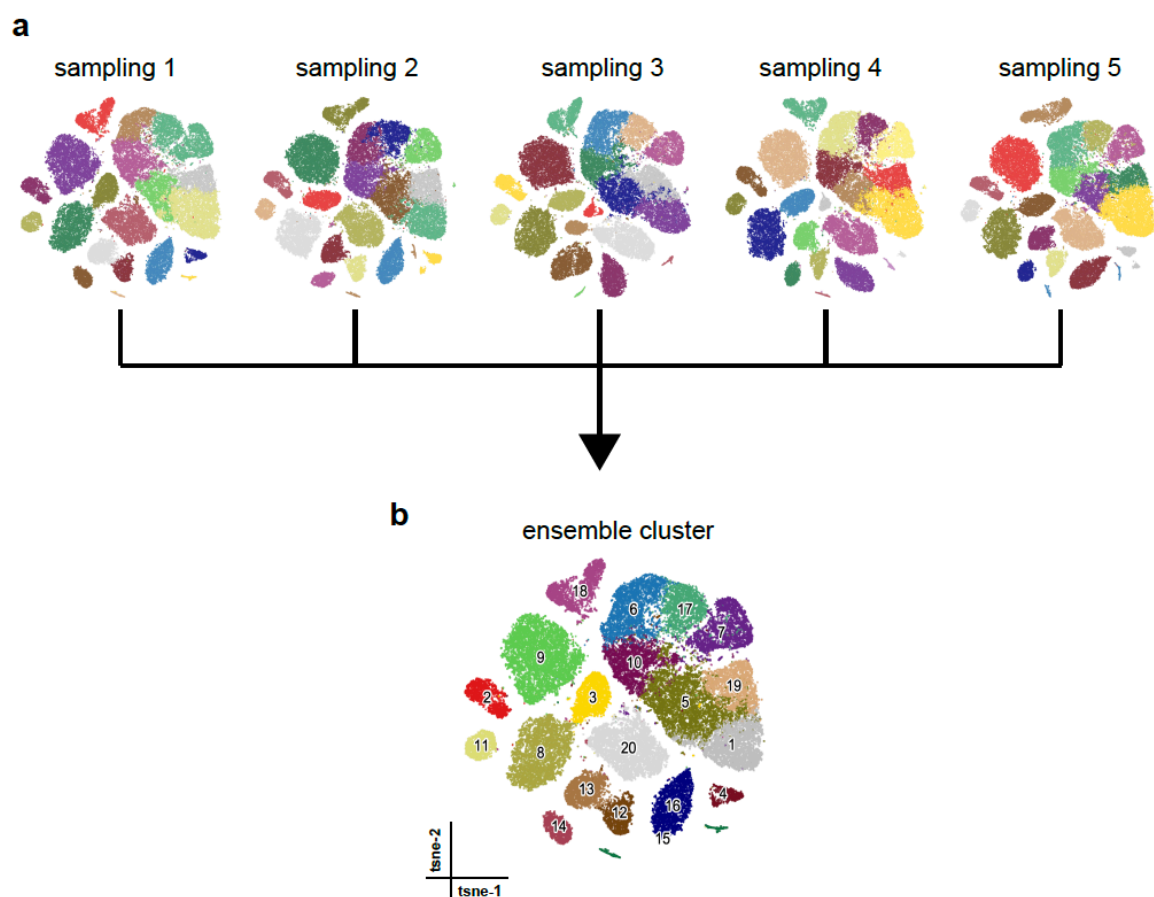 a
sampling 1 sampling 2 sampling 3 sampling 4 sampling 5
b
ensemble cluster
18
6 17
7
9
10
2 3 5 19
11 8 20 1
13 16 4
14 12
15
tsne-2
tsne-1